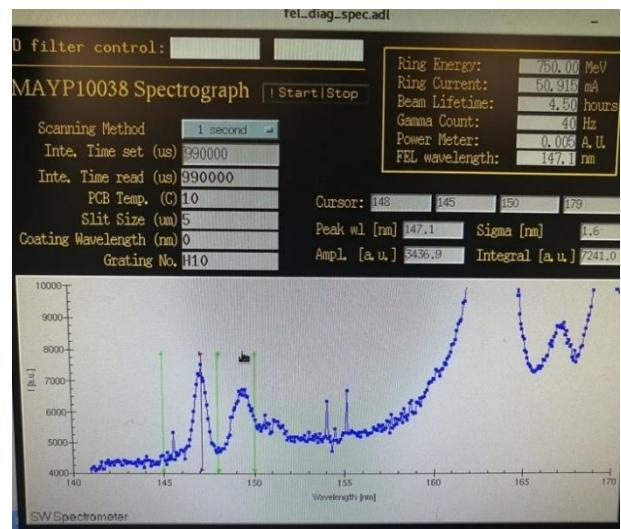 fel_diag_spec.adl
D filter control:
MAYP10038 Spectrograph ! Start|Stop
Scanning Method 1 second
Inte. Time set (us) 990000
Inte. Time read (us) 990000
PCB Temp. (C) 10
Slit Size (um) 5
Coating Wavelength (nm) 0
Grating No. H10
Ring Energy: 750.00 MeV
Ring Current: 50.915 mA
Beam Lifetime: 4.50 hours
Gamma Count: 40 Hz
Power Meter: 0.005 A.U.
FEL wavelength: 147.1 nm
Cursor: 148 145 150 179
Peak wl [nm] 147.1 Sigma [nm] 1.6
Ampl. [a.u.] 3436.9 Integral [a.u.] 7241.0
10000
9000
8000
7000
6000
5000
4000
I [a.u.]
140 145 150 155 160 165 170
Wavelength [nm]
SW Spectrometer